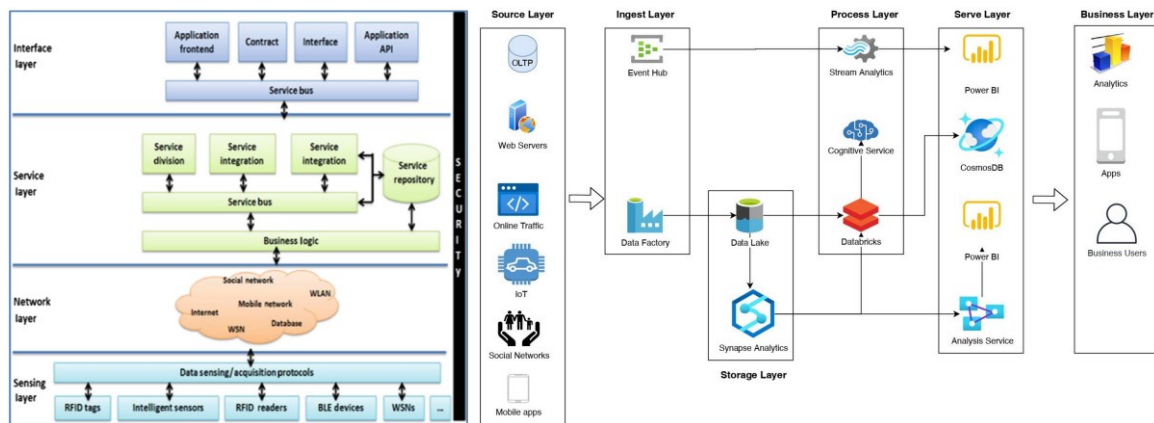 Interface
layer
Application
frontend
Contract
Interface
Application
API
Service bus
Service
layer
Service
division
Service
integration
Service
integration
Service
repository
Service bus
Business logic
Network
layer
Social network
WLAN
Mobile network
Internet
Database
WSN
Sensing
layer
Data sensing/acquisition protocols
RFID tags
Intelligent sensors
RFID readers
BLE devices
WSNs
...
SECURITY
Source Layer
OLTP
Web Servers
Online Traffic
IoT
Social Networks
Mobile apps
Ingest Layer
Event Hub
Data Factory
Data Lake
Synapse Analytics
Storage Layer
Process Layer
Stream Analytics
Cognitive Service
Databricks
Serve Layer
Power BI
CosmosDB
Power BI
Analysis Service
Business Layer
Analytics
Apps
Business Users